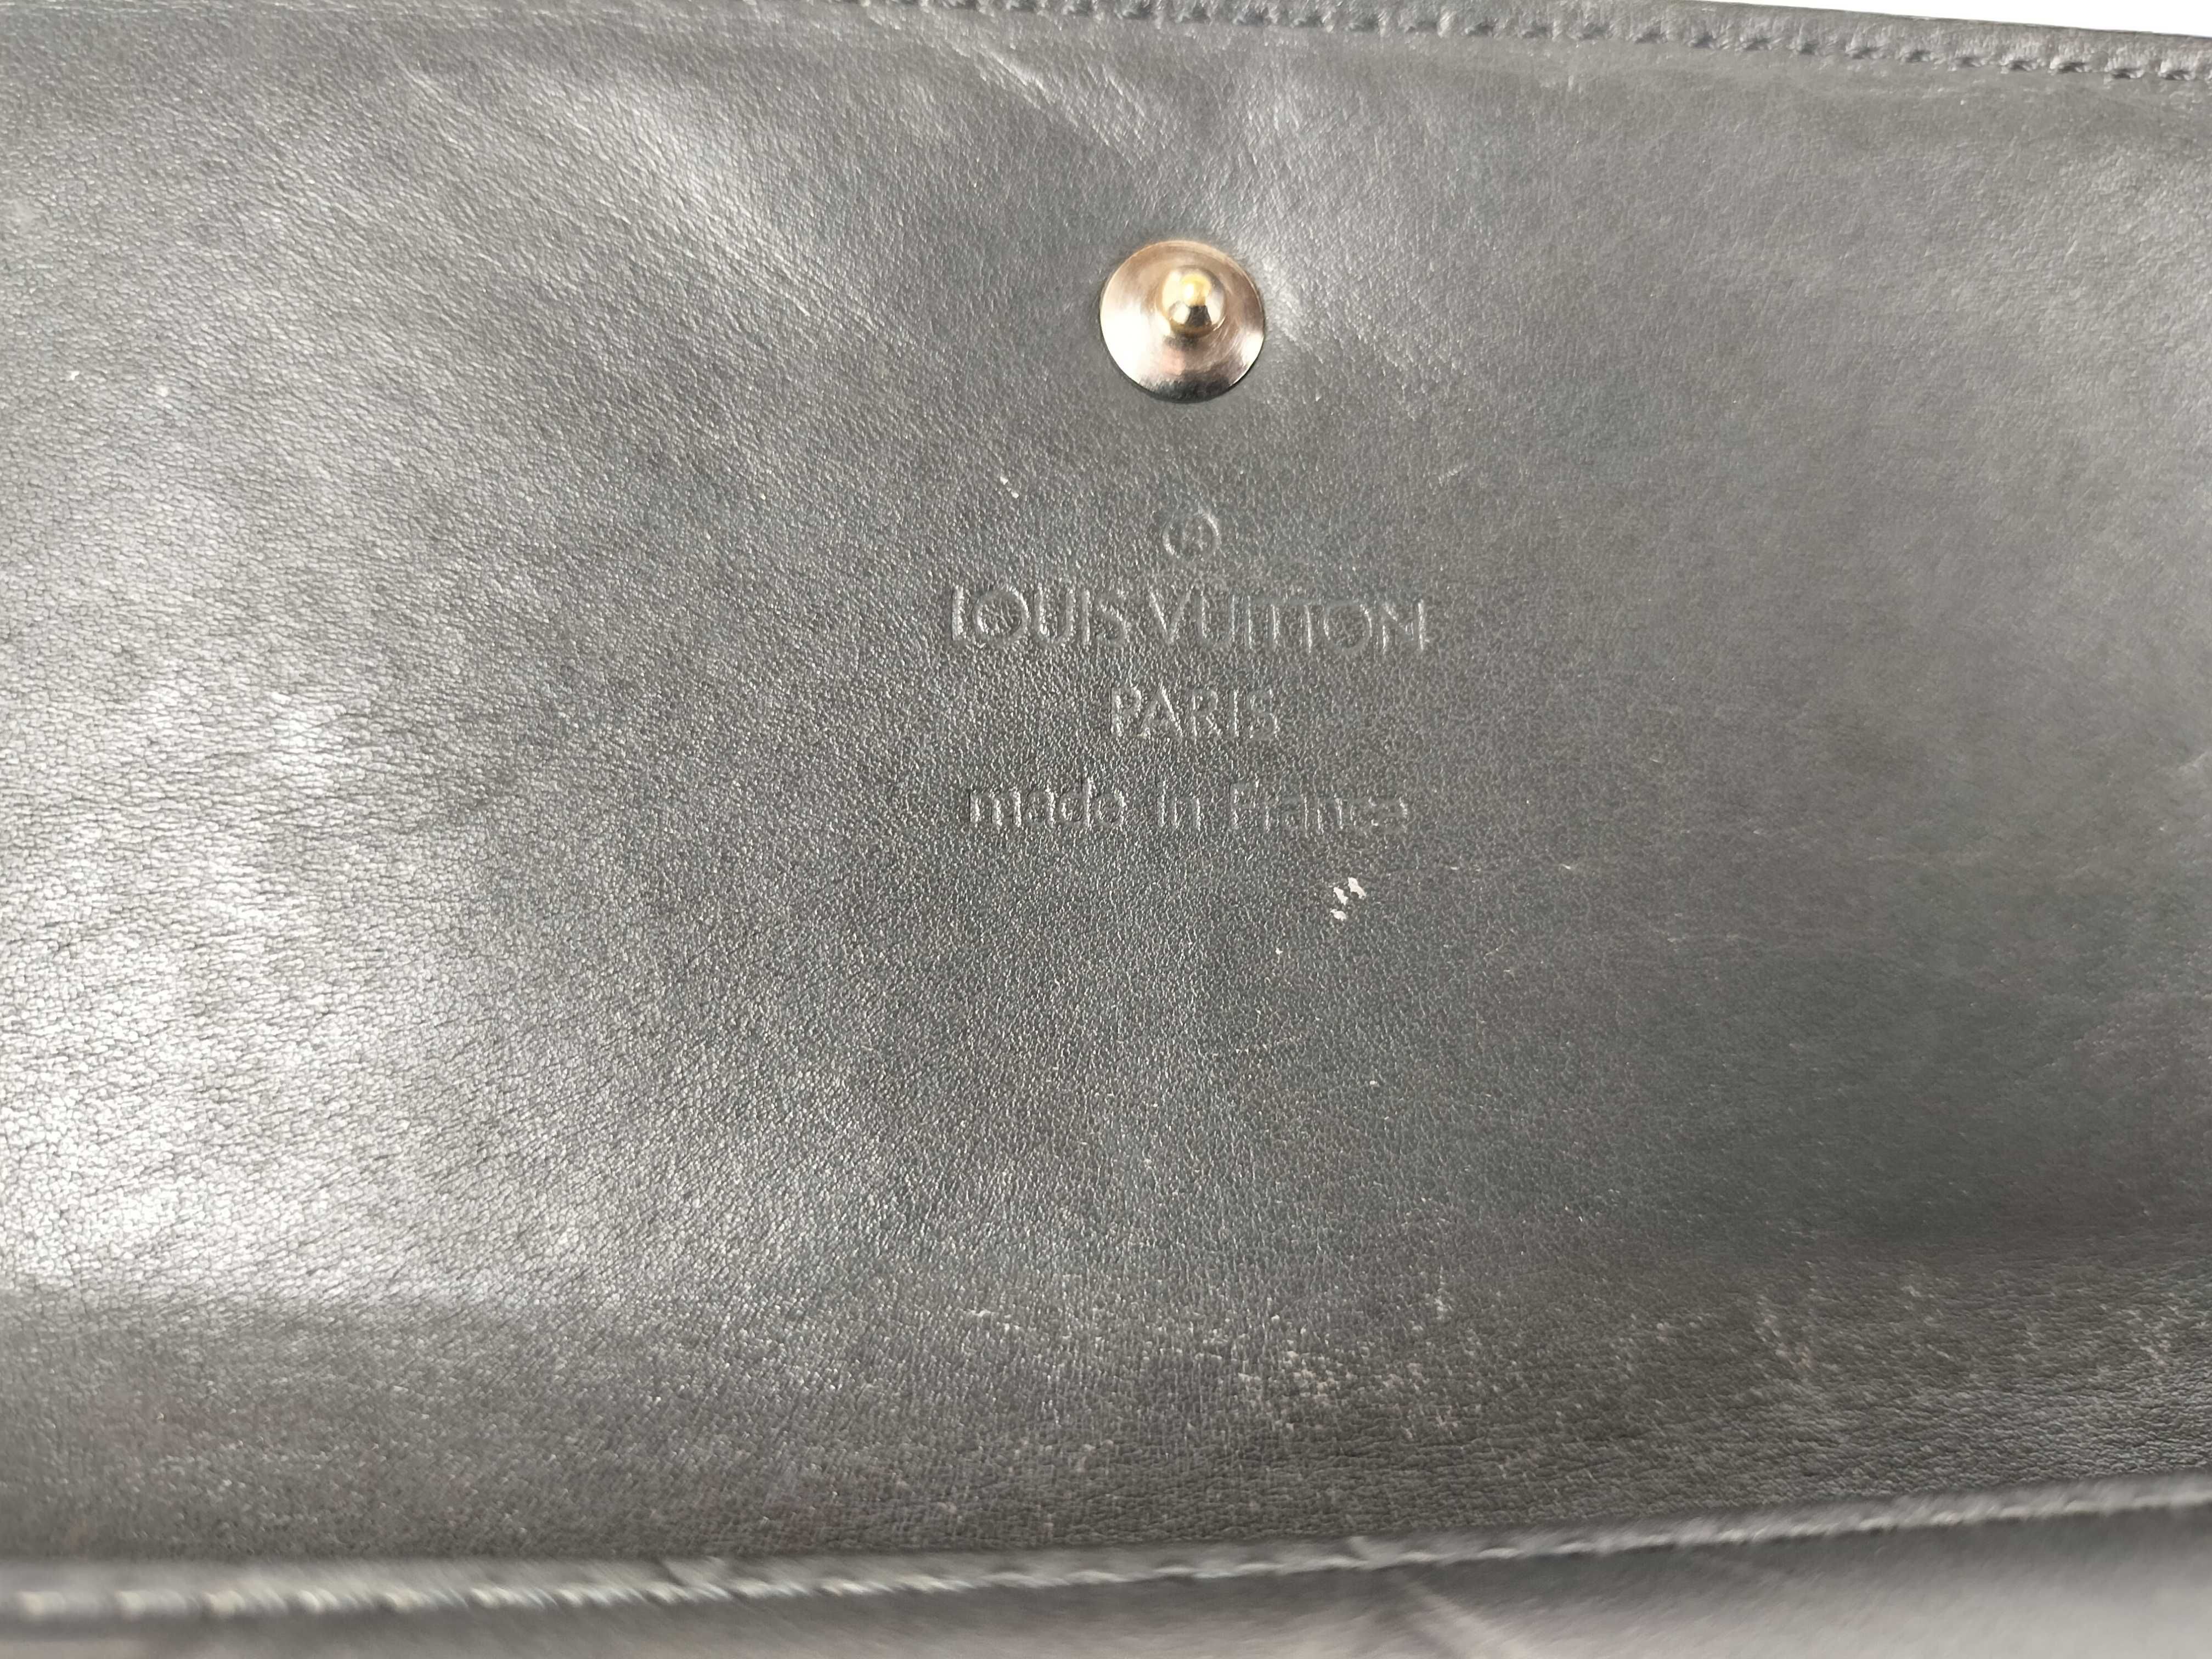 ®
LOUIS VUITTON
PARIS
made in France